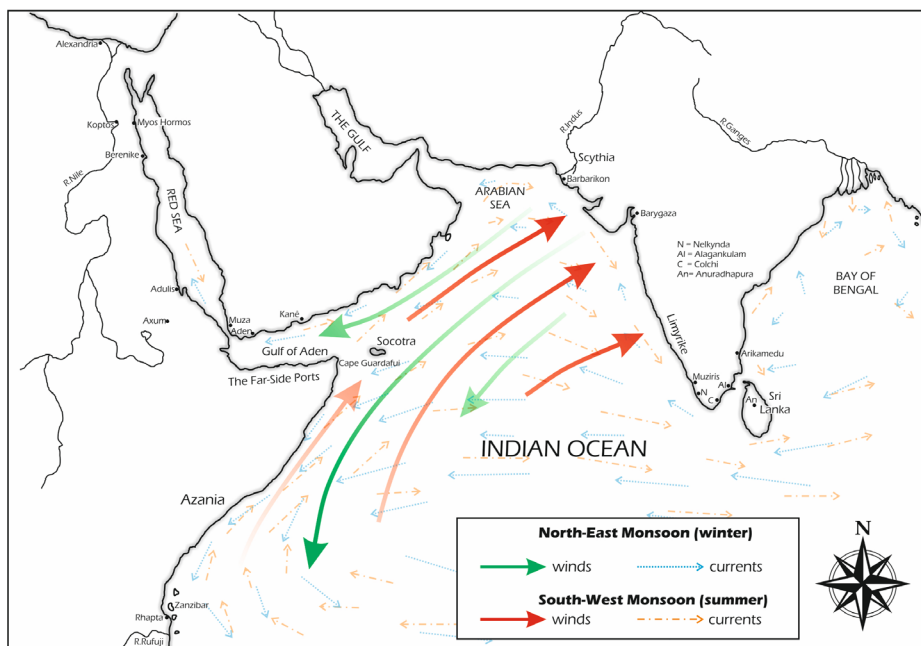 Alexandria
Koptos
Myos Hormos
Berenike
R.Nile
RED SEA
THE GULF
R.Indus
R.Ganges
Scythia
Barbarikon
ARABIAN
SEA
Barygaza
N = Nelkynda
Al = Alagankulam
C = Colchi
An= Anuradhapura
BAY OF
BENGAL
Adulis
Axum
Muza
Aden
Kané
Gulf of Aden
Socotra
Cape Guardafui
The Far-Side Ports
Limyrike
Arikamedu
Muziris
N
C
Al
An
Sri
Lanka
INDIAN OCEAN
Azania
Zanzibar
Rhapta
R.Rufuji
North-East Monsoon (winter)
winds
currents
South-West Monsoon (summer)
winds
currents
N